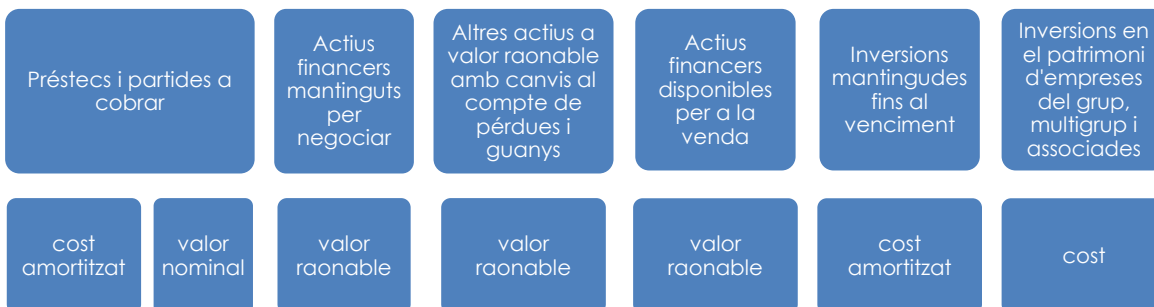 Préstecs i partides a
cobrar
Actius
financers
mantinguts
per
negociar
Altres actius a
valor raonable
amb canvis al
compte de
pérdues i
guanys
Actius
financers
disponibles
per a la
venda
Inversions
mantingudes
fins al
venciment
Inversions en
el patrimoni
d'empreses
del grup,
multigrup i
associades
cost
amortitzat
valor
nominal
valor
raonable
valor
raonable
valor
raonable
cost
amortitzat
cost